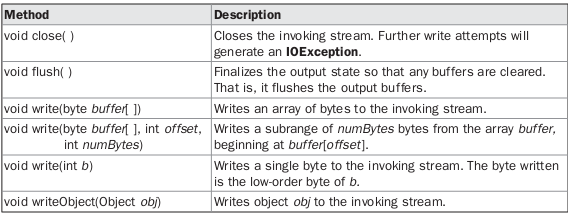 Method Description
void close( ) Closes the invoking stream. Further write attempts will
generate an IOException.
void flush( ) Finalizes the output state so that any buffers are cleared.
That is, it flushes the output buffers.
void write(byte buffer[ ]) Writes an array of bytes to the invoking stream.
void write(byte buffer[ ], int offset, Writes a subrange of numBytes bytes from the array buffer,
int numBytes) beginning at buffer[offset].
void write(int b) Writes a single byte to the invoking stream. The byte written
is the low-order byte of b.
void writeObject(Object obj) Writes object obj to the invoking stream.